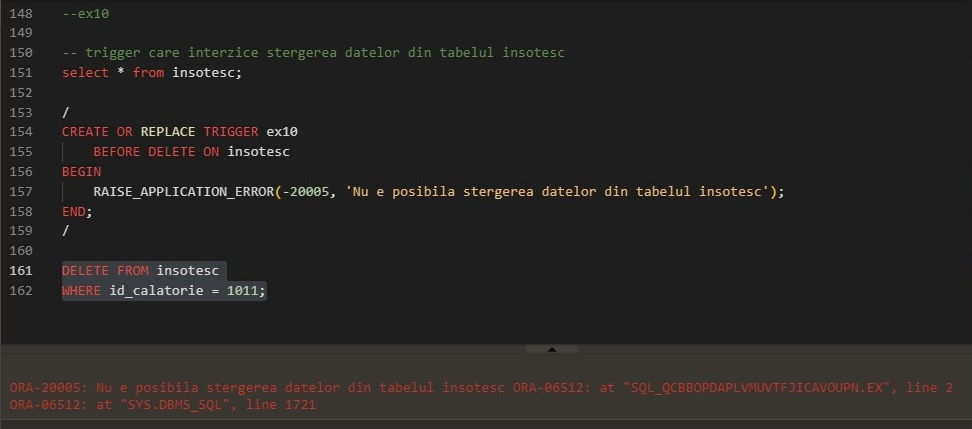 148 --ex10
149
150 -- trigger care interzice stergerea datelor din tabelul insotesc
151 select * from insotesc;
152
153 /
154 CREATE OR REPLACE TRIGGER ex10
155 BEFORE DELETE ON insotesc
156 BEGIN
157 RAISE_APPLICATION_ERROR(-20005, 'Nu e posibila stergerea datelor din tabelul insotesc');
158 END;
159 /
160
161 DELETE FROM insotesc
162 WHERE id_calatorie = 1011;
ORA-20005: Nu e posibila stergerea datelor din tabelul insotesc ORA-06512: at "SQL_QCBBOPDAPLVMUVTFJICAVOUPN.EX", line 2
ORA-06512: at "SYS.DBMS_SQL", line 1721